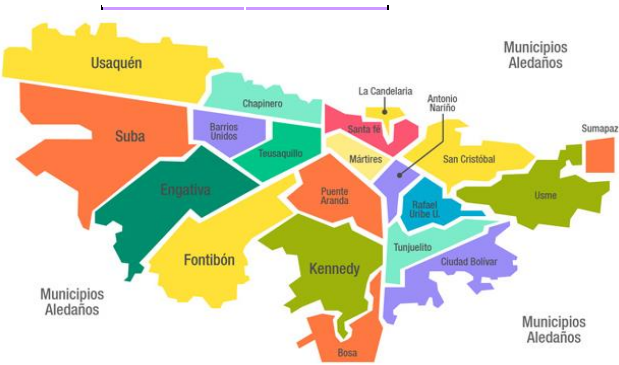 Municipios
Aledaños
Usaquén
La Candelaria
Antonio
Nariño
Chapinero
Suba
Barrios
Unidos
Santa fé
Sumapaz
Teusaquillo
Mártires
San Cristóbal
Engativa
Puente
Aranda
Usme
Rafael
Uribe U.
Fontibón
Kennedy
Tunjuelito
Ciudad Bolivar
Municipios
Aledaños
Municipios
Aledaños
Bosa